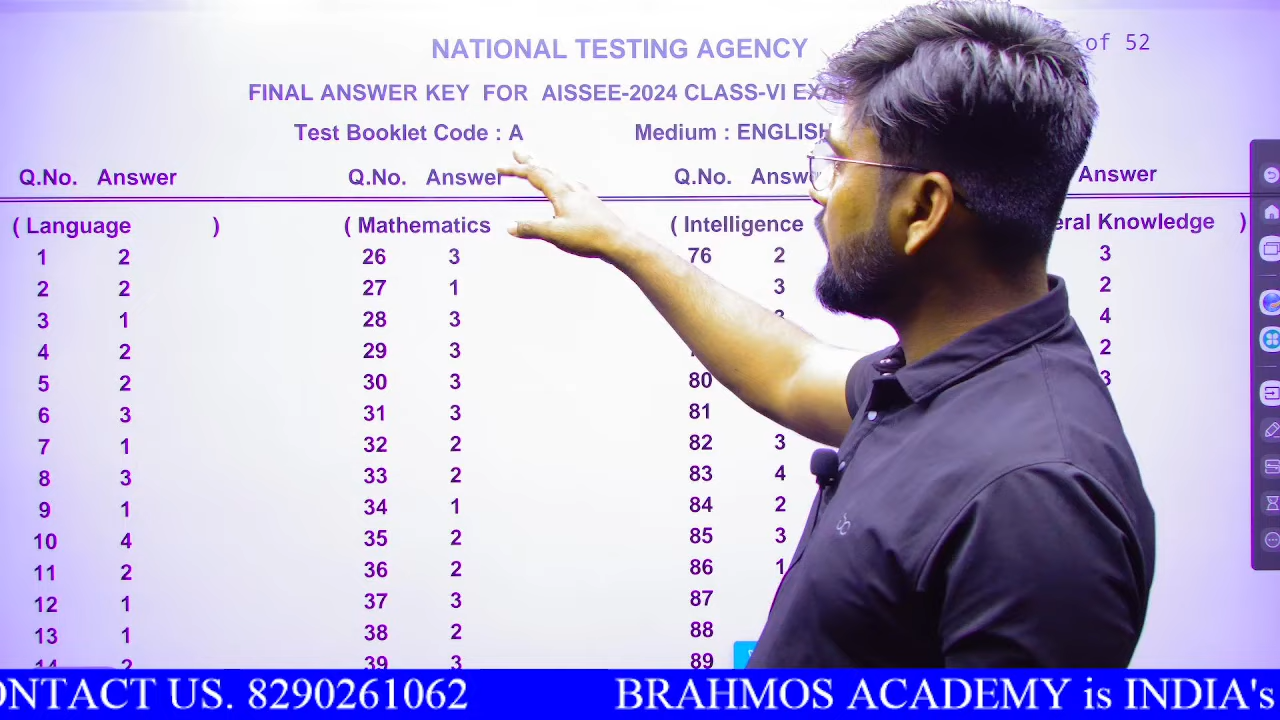 NATIONAL TESTING AGENCY
of 52
FINAL ANSWER KEY FOR AISSEE-2024 CLASS-VI
Test Booklet Code : A Medium : ENGLISH
Q.No. Answer Q.No. Answer Q.No. Answ Answer
( Language ) ( Mathematics ( Intelligence eral Knowledge )
1 2 26 3 76 2 3
2 2 27 1 3 2
3 1 28 3 4
4 2 29 3 2
5 2 30 3 80 3
6 3 31 3 81
7 1 32 2 82 3
8 3 33 2 83 4
9 1 34 1 84 2
10 4 35 2 85 3
11 2 36 2 86 1
12 1 37 3 87
13 1 38 2 88
14 2 39 3 89
ONTACT US. 8290261062 BRAHMOS ACADEMY is INDIA's